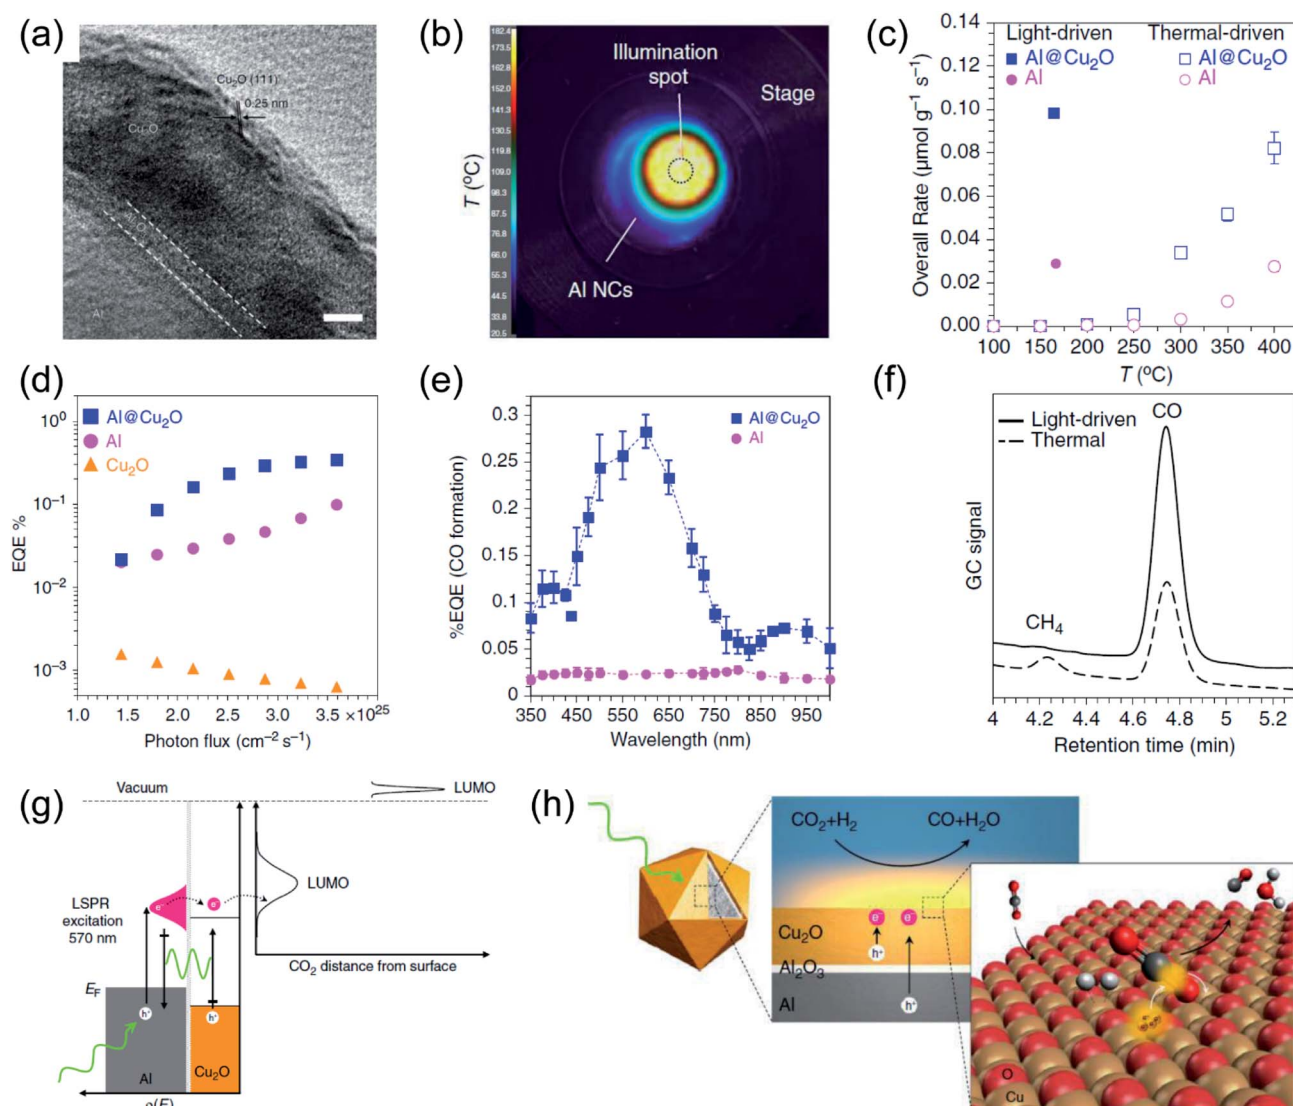 (a)
Cu₂O (111)
0.25 nm
Cu₂O
Al
(b)
182.4
173.5
162.8
152.0
141.3
130.5
119.8
109.0
98.3
87.5
76.8
66.0
55.3
44.5
33.8
20.5
T (ºC)
Illumination
spot
Stage
Al NCs
(c)
Overall Rate (µmol g⁻¹ s⁻¹)
0.14
0.12
0.10
0.08
0.06
0.04
0.02
0.00
Light-driven Thermal-driven
Al@Cu₂O Al@Cu₂O
Al Al
100 150 200 250 300 350 400
T (ºC)
(d)
EQE %
10⁰
10⁻¹
10⁻²
10⁻³
Al@Cu₂O
Al
Cu₂O
1.0 1.5 2.0 2.5 3.0 3.5 ×10²⁵
Photon flux (cm⁻² s⁻¹)
(e)
%EQE (CO formation)
0.3
0.25
0.2
0.15
0.1
0.05
0
Al@Cu₂O
Al
350 450 550 650 750 850 950
Wavelength (nm)
(f)
GC signal
Light-driven
Thermal
CO
CH₄
4 4.2 4.4 4.6 4.8 5 5.2
Retention time (min)
(g)
Vacuum
LUMO
LUMO
LSPR
excitation
570 nm
e⁻
e⁻
CO₂ distance from surface
E_F
h⁺
h⁺
Al
Cu₂O
ρ(E)
(h)
CO₂+H₂
CO+H₂O
Cu₂O
e⁻
e⁻
h⁺
Al₂O₃
Al
h⁺
O
Cu